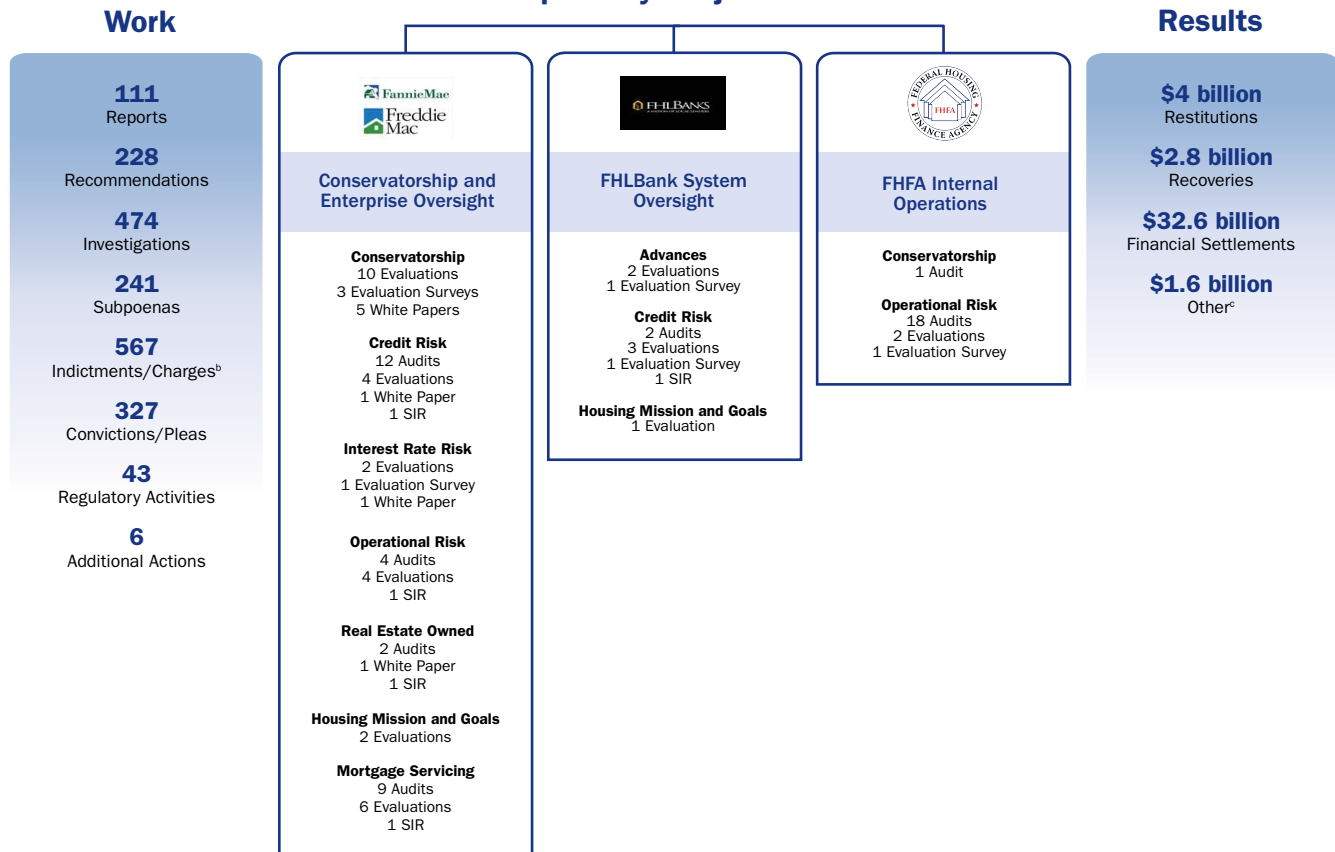 Work
111
Reports
228
Recommendations
474
Investigations
241
Subpoenas
567
Indictments/Chargesᵇ
327
Convictions/Pleas
43
Regulatory Activities
6
Additional Actions
FannieMae
Freddie
Mac
Conservatorship and
Enterprise Oversight
Conservatorship
10 Evaluations
3 Evaluation Surveys
5 White Papers
Credit Risk
12 Audits
4 Evaluations
1 White Paper
1 SIR
Interest Rate Risk
2 Evaluations
1 Evaluation Survey
1 White Paper
Operational Risk
4 Audits
4 Evaluations
1 SIR
Real Estate Owned
2 Audits
1 White Paper
1 SIR
Housing Mission and Goals
2 Evaluations
Mortgage Servicing
9 Audits
6 Evaluations
1 SIR
FHLBANKS
FHLBank System
Oversight
Advances
2 Evaluations
1 Evaluation Survey
Credit Risk
2 Audits
3 Evaluations
1 Evaluation Survey
1 SIR
Housing Mission and Goals
1 Evaluation
FEDERAL HOUSING
FHFA
FINANCE AGENCY
FHFA Internal
Operations
Conservatorship
1 Audit
Operational Risk
18 Audits
2 Evaluations
1 Evaluation Survey
Results
$4 billion
Restitutions
$2.8 billion
Recoveries
$32.6 billion
Financial Settlements
$1.6 billion
Otherᶜ